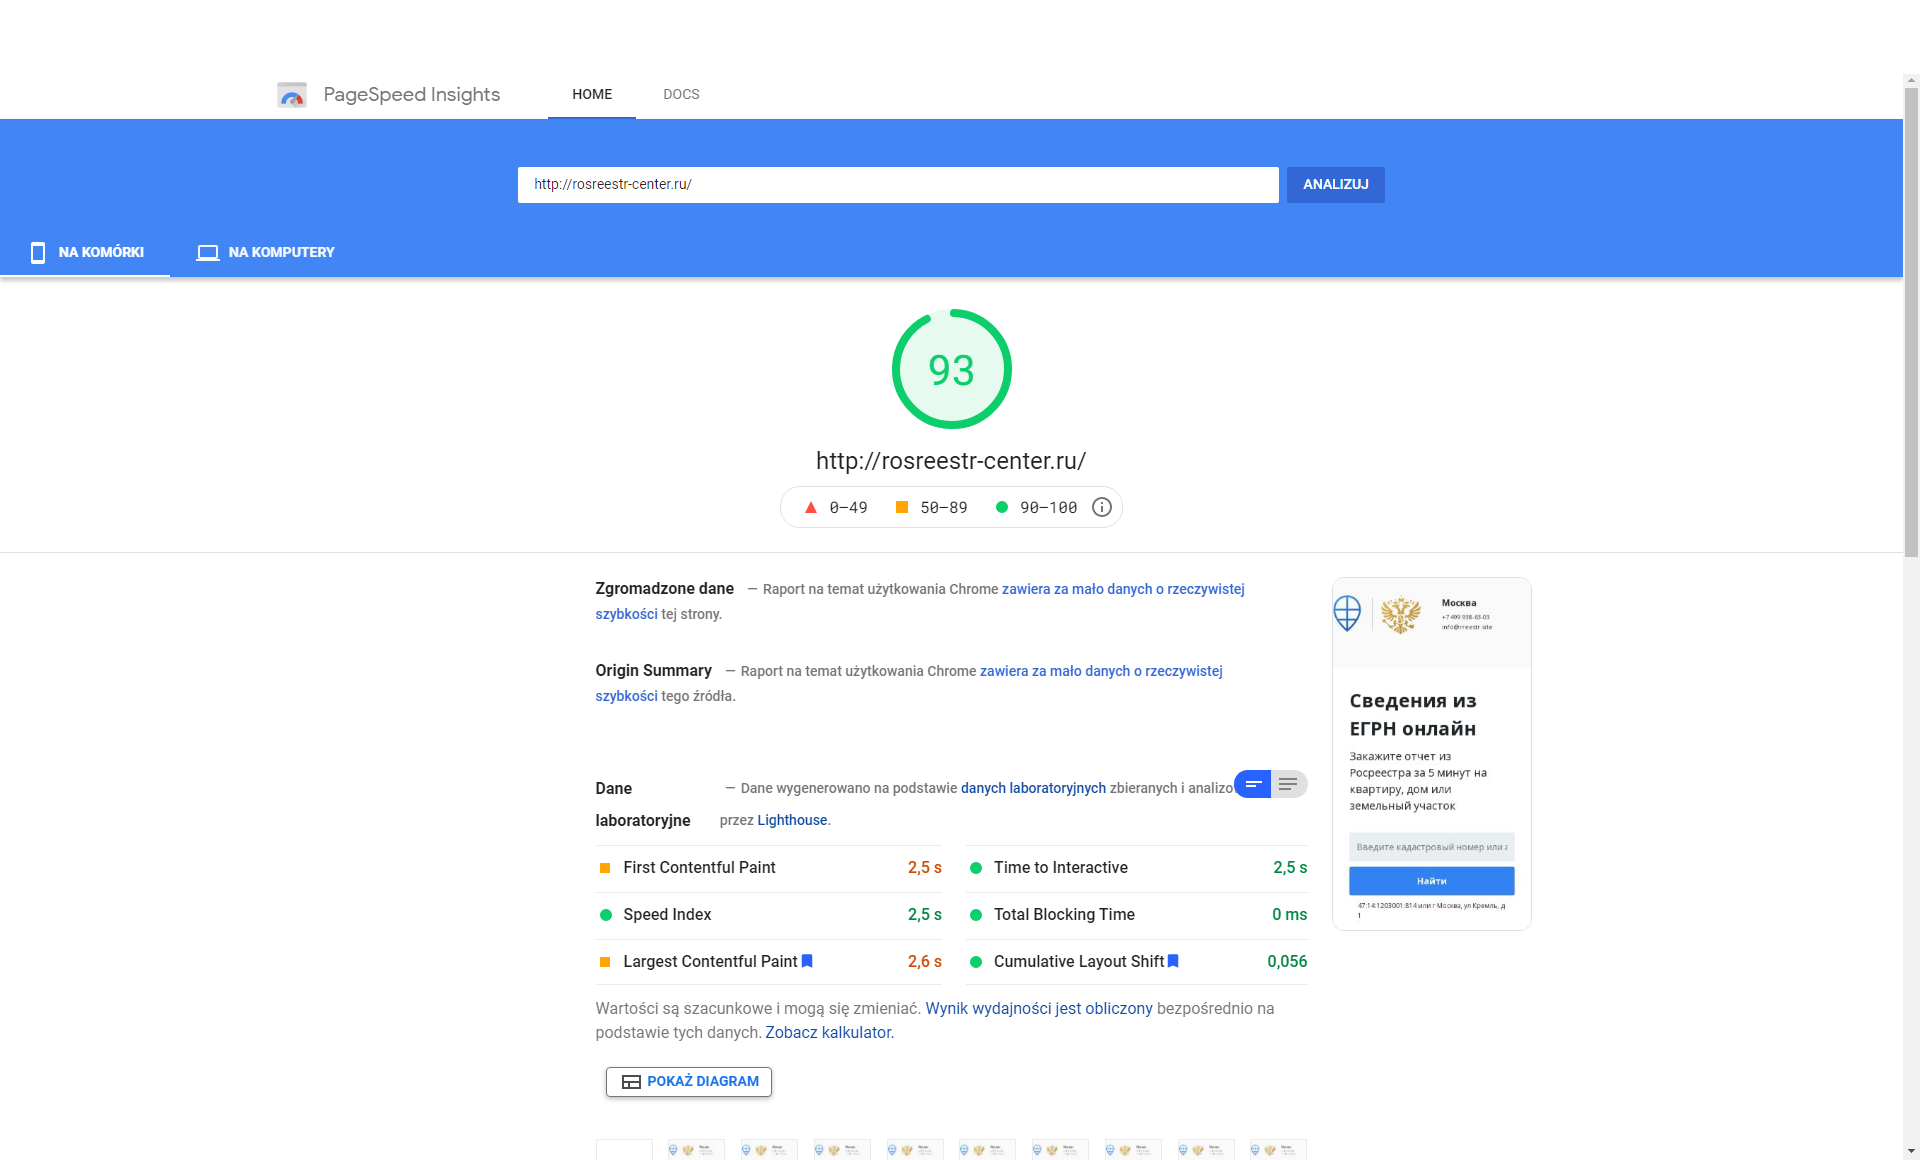 PageSpeed Insights
HOME
DOCS
http://rosreestr-center.ru/
ANALIZUJ
NA KOMÓRKI
NA KOMPUTERY
93
http://rosreestr-center.ru/
0–49
50–89
90–100
Zgromadzone dane — Raport na temat użytkowania Chrome zawiera za mało danych o rzeczywistej
szybkości tej strony.
Origin Summary — Raport na temat użytkowania Chrome zawiera za mało danych o rzeczywistej
szybkości tego źródła.
Dane
laboratoryjne
— Dane wygenerowano na podstawie danych laboratoryjnych zbieranych i analizo
przez Lighthouse.
First Contentful Paint 2,5 s
Time to Interactive 2,5 s
Speed Index 2,5 s
Total Blocking Time 0 ms
Largest Contentful Paint 2,6 s
Cumulative Layout Shift 0,056
Wartości są szacunkowe i mogą się zmieniać. Wynik wydajności jest obliczony bezpośrednio na
podstawie tych danych. Zobacz kalkulator.
POKAŻ DIAGRAM
Москва
+7 499 938-63-03
info@rreestr.site
Сведения из
ЕГРН онлайн
Закажите отчет из
Росреестра за 5 минут на
квартиру, дом или
земельный участок
Введите кадастровый номер или а
Найти
47:14:1203001:814 или г Москва, ул Кремль, д
1